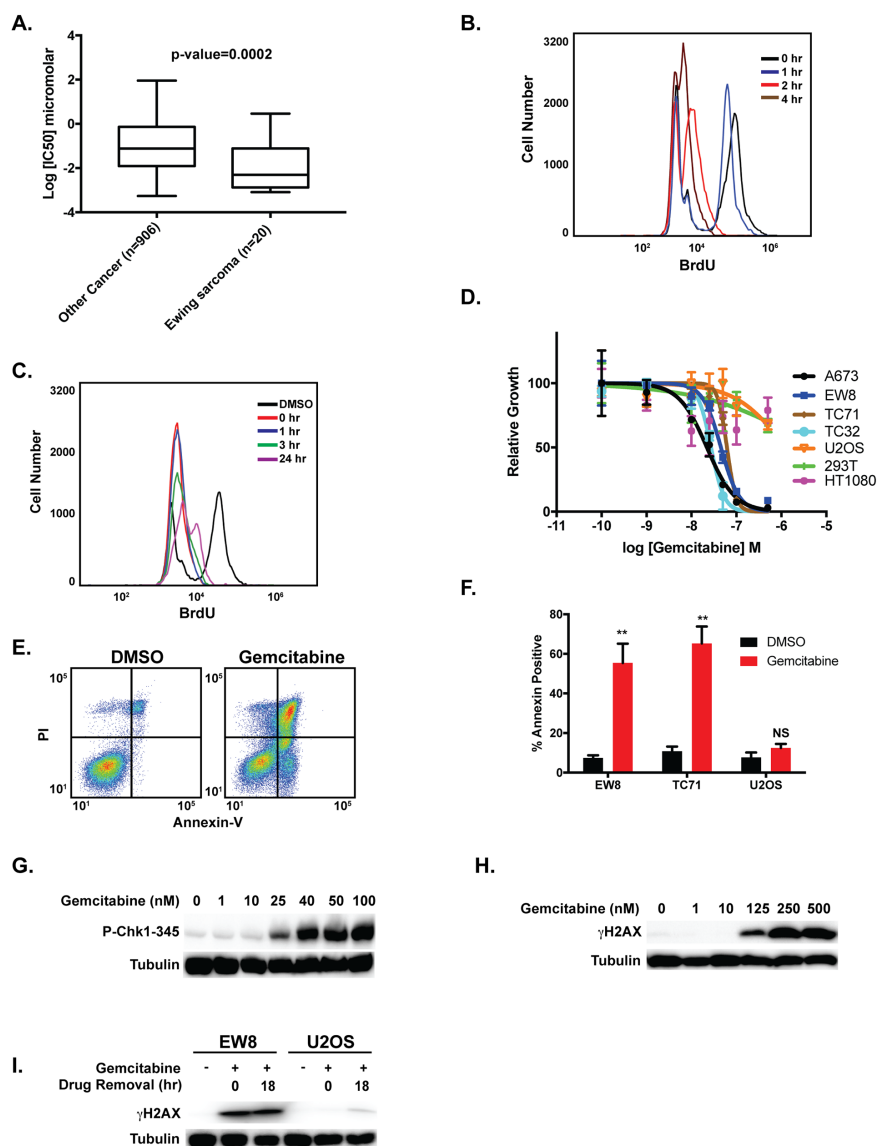 A.
p-value=0.0002
Log [IC50] micromolar
4
2
-0
-2
-4
Other Cancer (n=906)
Ewing sarcoma (n=20)
B.
Cell Number
3200
2000
1000
0
0 hr
1 hr
2 hr
4 hr
10² 10⁴ 10⁶
BrdU
C.
Cell Number
3200
2000
1000
0
DMSO
0 hr
1 hr
3 hr
24 hr
10² 10⁴ 10⁶
BrdU
D.
Relative Growth
100
50
0
A673
EW8
TC71
TC32
U2OS
293T
HT1080
-11 -10 -9 -8 -7 -6 -5
log [Gemcitabine] M
E.
DMSO
Gemcitabine
PI
10⁵
10¹
10¹ 10⁵
10⁵
10¹
10¹ 10⁵
Annexin-V
F.
% Annexin Positive
80
60
40
20
0
** ** NS
DMSO
Gemcitabine
EW8 TC71 U2OS
G.
Gemcitabine (nM) 0 1 10 25 40 50 100
P-Chk1-345
Tubulin
H.
Gemcitabine (nM) 0 1 10 125 250 500
γH2AX
Tubulin
I.
EW8 U2OS
Gemcitabine - + + - + +
Drug Removal (hr) 0 18 0 18
γH2AX
Tubulin